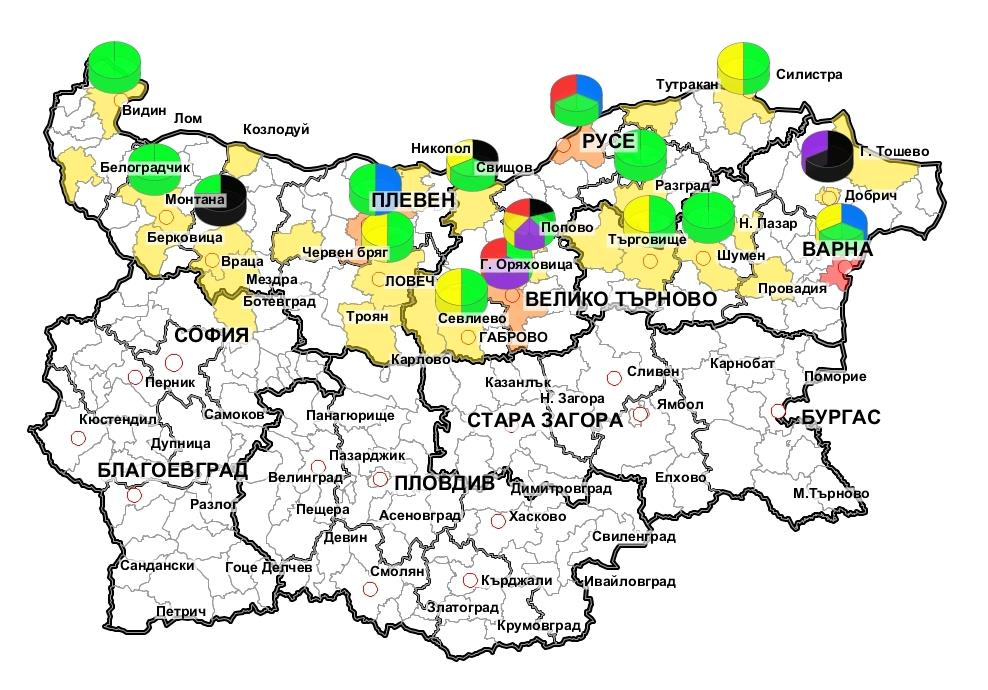 Силистра
Тутракан
Видин
Лом
Козлодуй
РУСЕ
Никопол
Г. Тошево
Свищов
Белоградчик
Разград
Монтана
ПЛЕВЕН
Добрич
Н. Пазар
Попово
Берковица
Търговище
ВАРНА
Червен бряг
Враца
Г. Оряховица
Шумен
Мездра
ЛОВЕЧ
Провадия
Ботевград
ВЕЛИКО ТЪРНОВО
Троян
Севлиево
СОФИЯ
ГАБРОВО
Карлово
Карнобат
Сливен
Поморие
Перник
Казанлък
Н. Загора
Ямбол
Самоков
Панагюрище
Кюстендил
СТАРА ЗАГОРА
БУРГАС
Дупница
Пазарджик
БЛАГОЕВГРАД
Велинград
ПЛОВДИВ
Елхово
Димитровград
М.Търново
Разлог
Пещера
Асеновград
Хасково
Девин
Свиленград
Сандански
Гоце Делчев
Смолян
Кърджали
Ивайловград
Петрич
Златоград
Крумовград